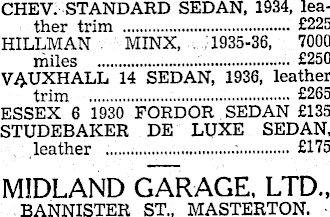 CHEV. STANDARD SEDAN, 1934, lea-
ther trim ........................ £225
HILLMAN MINX, 1935-36, 7000
miles ........................ £250
VAUXHALL 14 SEDAN, 1936, leather
trim ........................ £265
ESSEX 6 1930 FORDOR SEDAN £135
STUDEBAKER DE LUXE SEDAN,
leather ........................ £175
MIDLAND GARAGE, LTD.,
BANNISTER ST., MASTERTON.